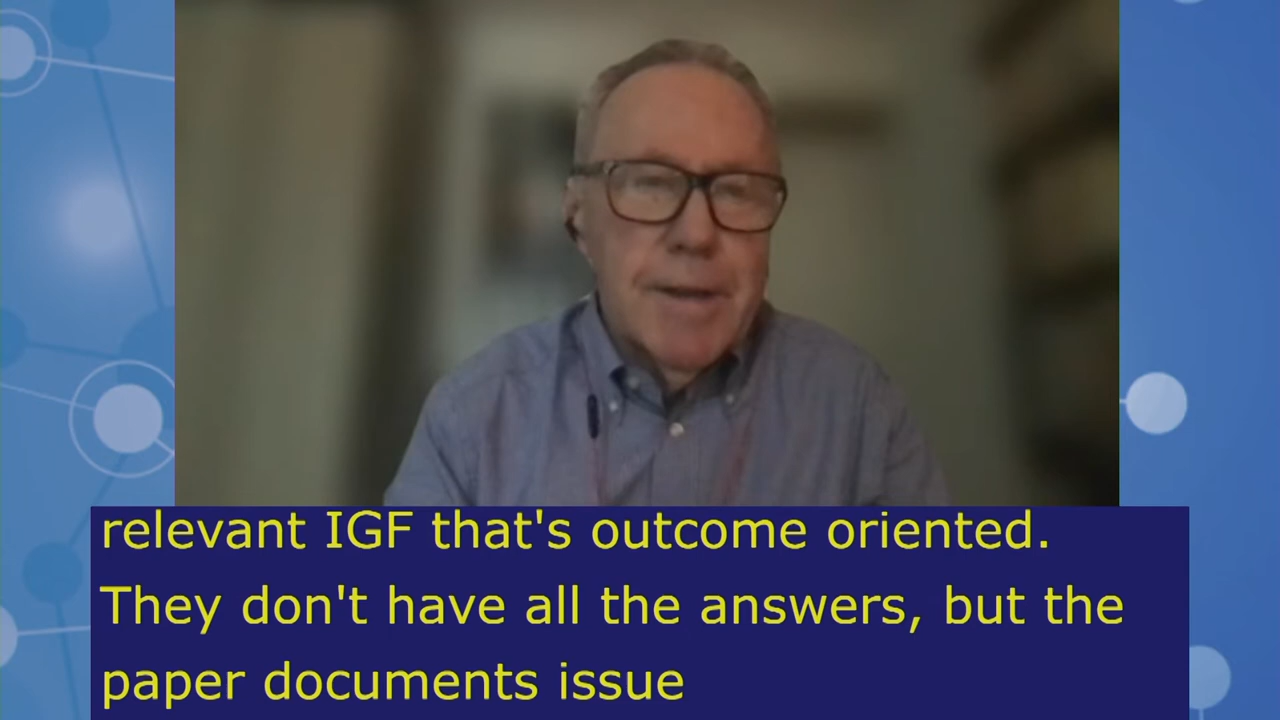 relevant IGF that's outcome oriented.
They don't have all the answers, but the
paper documents issue